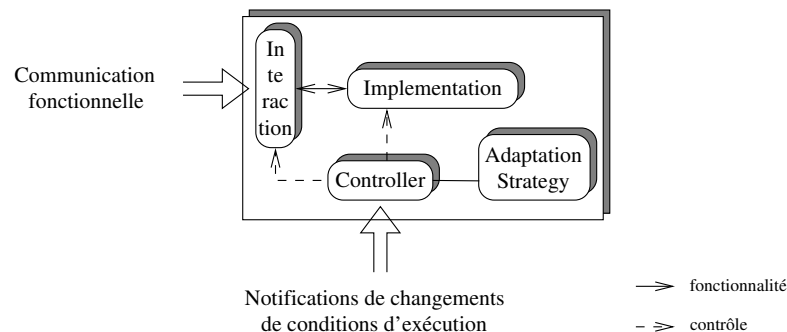 In
te
rac
tion
Communication
fonctionnelle
Implementation
Controller
Adaptation
Strategy
Notifications de changements
de conditions d'exécution
fonctionnalité
contrôle